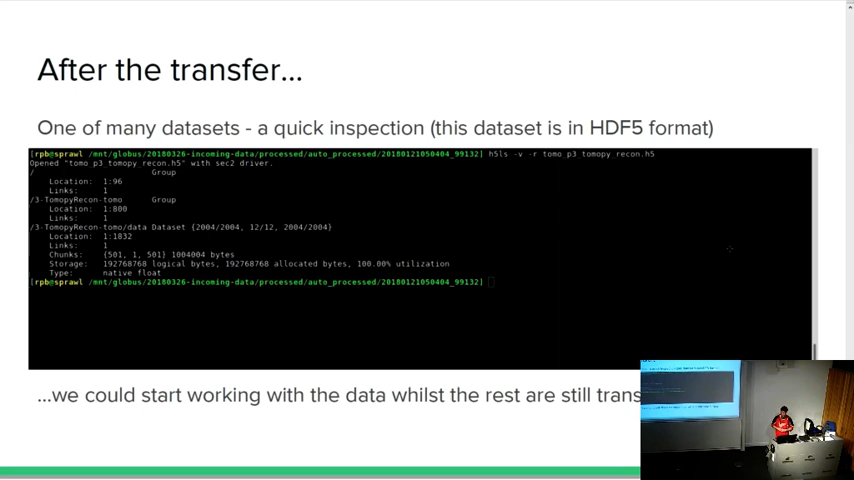 After the transfer...
One of many datasets - a quick inspection (this dataset is in HDF5 format)
[rpb@sprawl /mnt/globus/20180326-incoming-data/processed/auto_processed/20180121050404_99132] h5ls -v -r tomo_p3_tomopy_recon.h5
Opened "tomo_p3_tomopy_recon.h5" with sec2 driver.
/ Group
Location: 1:96
Links: 1
/3-TomopyRecon-tomo Group
Location: 1:800
Links: 1
/3-TomopyRecon-tomo/data Dataset {2004/2004, 12/12, 2004/2004}
Location: 1:1832
Links: 1
Chunks: {501, 1, 501} 1004004 bytes
Storage: 192768768 logical bytes, 192768768 allocated bytes, 100.00% utilization
Type: native float
[rpb@sprawl /mnt/globus/20180326-incoming-data/processed/auto_processed/20180121050404_99132]
...we could start working with the data whilst the rest are still trans